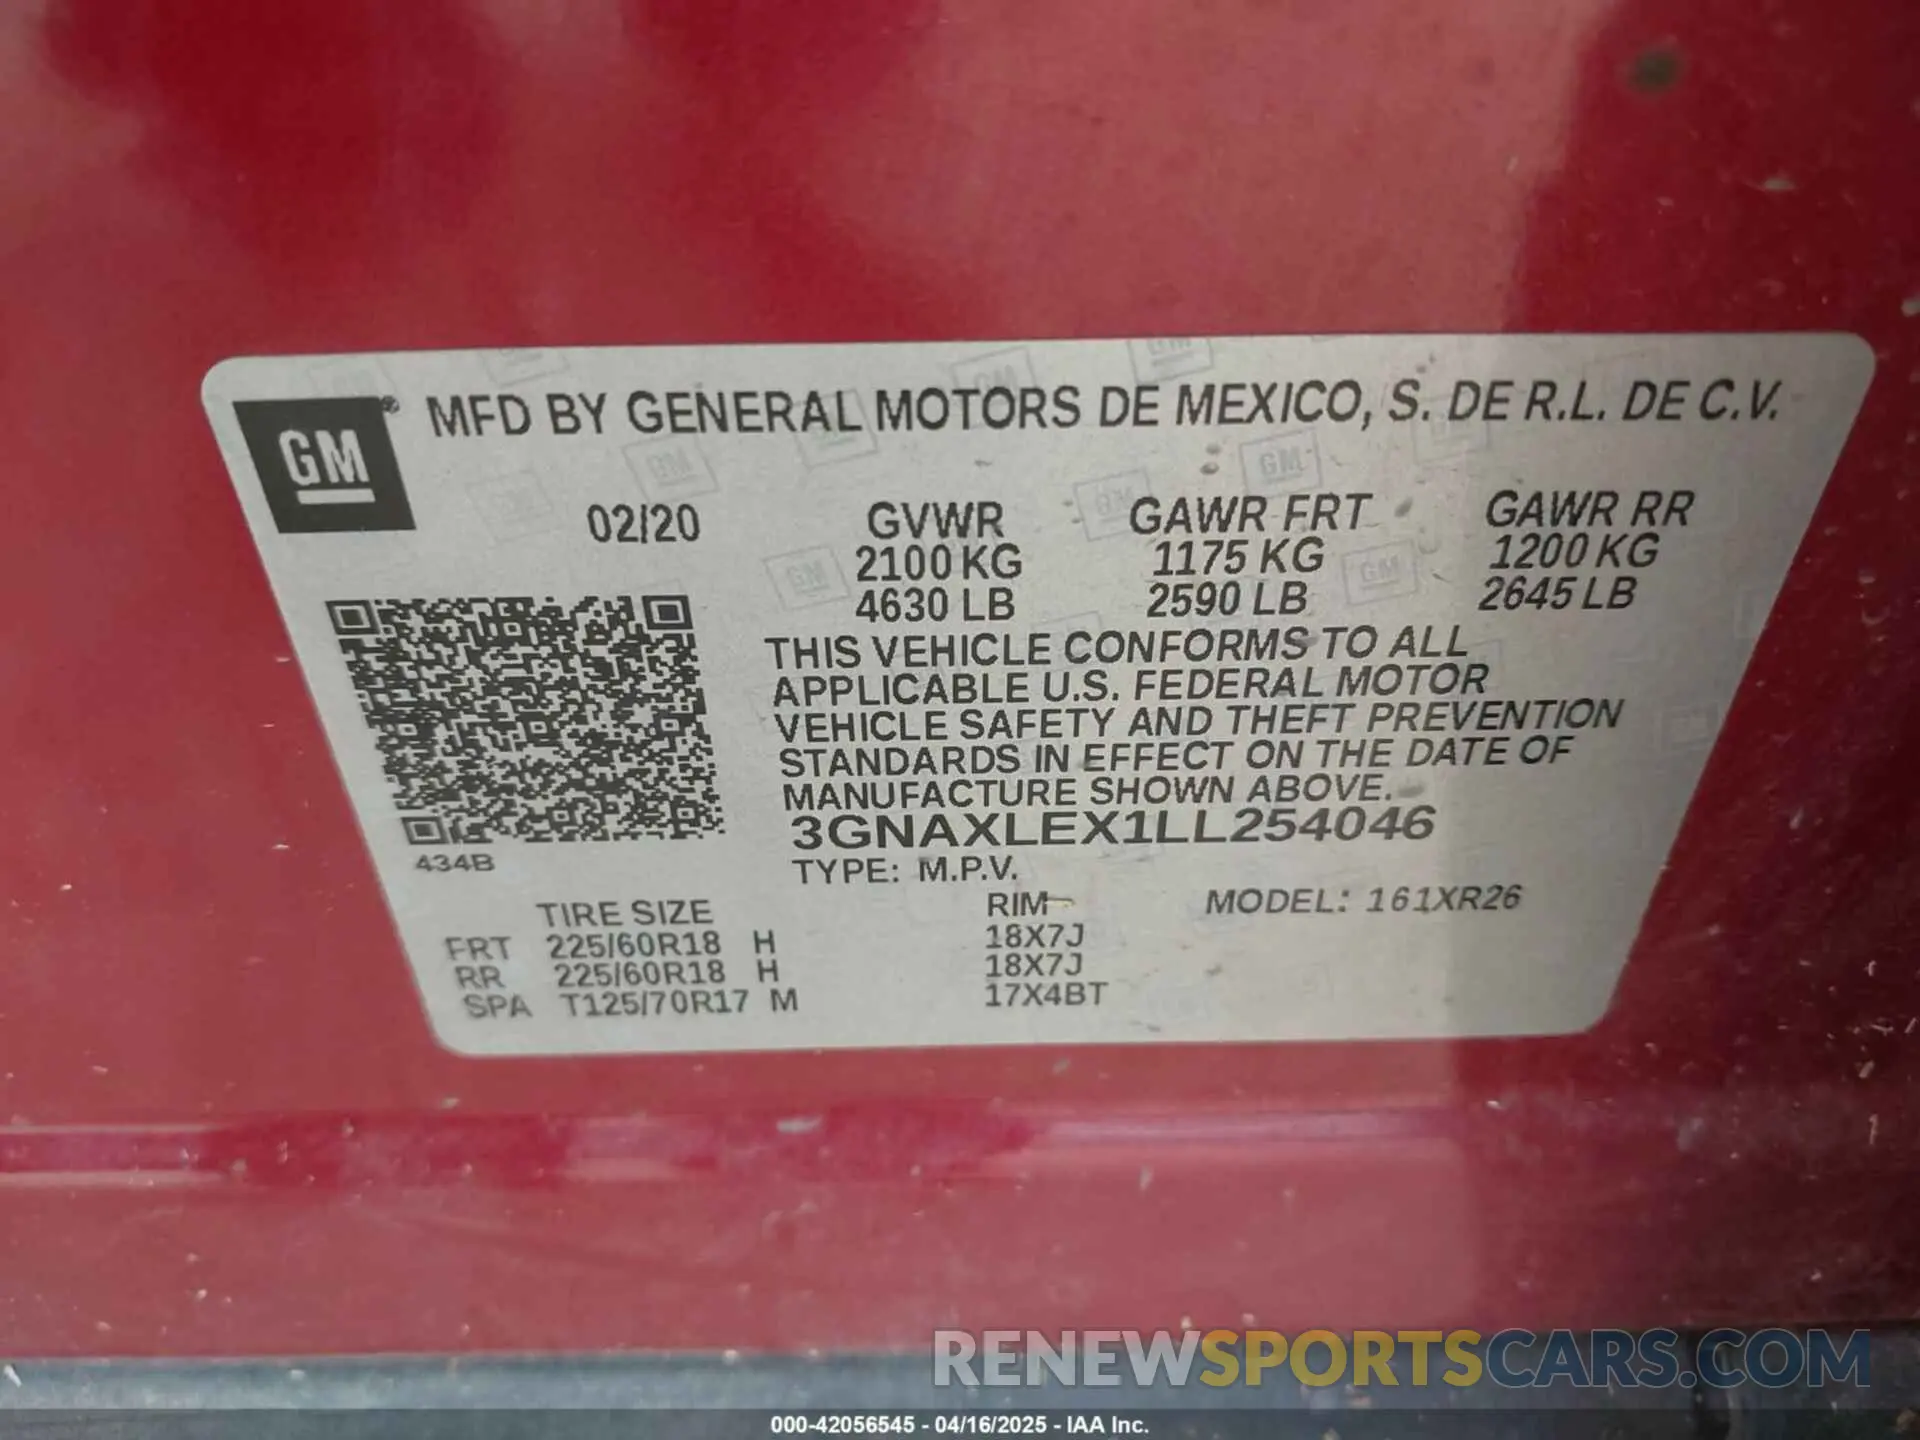 GM® MFD BY GENERAL MOTORS DE MEXICO, S. DE R.L. DE C.V.
02/20 GVWR GAWR FRT GAWR RR
2100 KG 1175 KG 1200 KG
4630 LB 2590 LB 2645 LB
THIS VEHICLE CONFORMS TO ALL
APPLICABLE U.S. FEDERAL MOTOR
VEHICLE SAFETY AND THEFT PREVENTION
STANDARDS IN EFFECT ON THE DATE OF
MANUFACTURE SHOWN ABOVE.
3GNAXLEX1LL254046
434B
TYPE: M.P.V.
TIRE SIZE RIM MODEL: 161XR26
FRT 225/60R18 H 18X7J
RR 225/60R18 H 18X7J
SPA T125/70R17 M 17X4BT
RENEWSPORTSCARS.COM
000-42056545 - 04/16/2025 - IAA Inc.